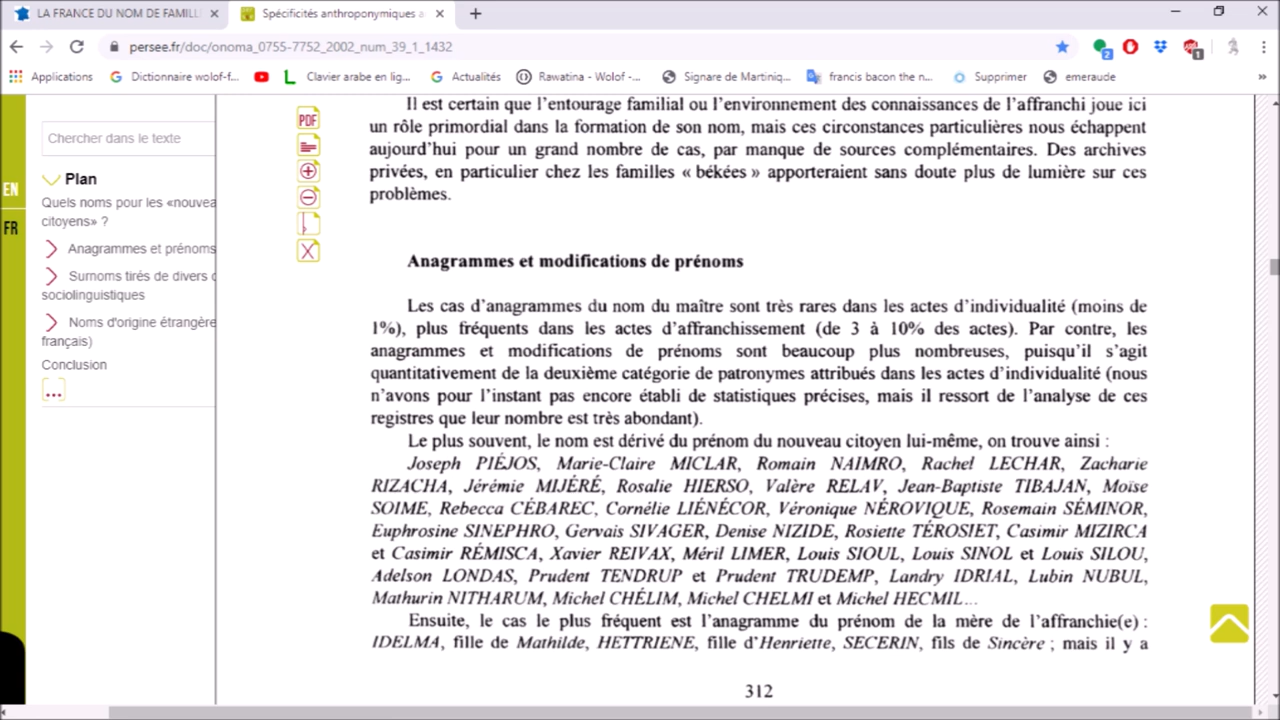 LA FRANCE DU NOM DE FAMILL
Spécificités anthroponymiques a
persee.fr/doc/onoma_0755-7752_2002_num_39_1_1432
2
1
Applications
Dictionnaire wolof-f...
Clavier arabe en lig...
Actualités
Rawatina - Wolof -...
Signare de Martiniq...
francis bacon the n...
Supprimer
emeraude
»
EN
FR
Chercher dans le texte
Plan
Quels noms pour les «nouvea
citoyens» ?
Anagrammes et prénoms
Surnoms tirés de divers c
sociolinguistiques
Noms d'origine étrangère
français)
Conclusion
...
PDF
Il est certain que l'entourage familial ou l'environnement des connaissances de l'affranchi joue ici
un rôle primordial dans la formation de son nom, mais ces circonstances particulières nous échappent
aujourd'hui pour un grand nombre de cas, par manque de sources complémentaires. Des archives
privées, en particulier chez les familles « békées » apporteraient sans doute plus de lumière sur ces
problèmes.
Anagrammes et modifications de prénoms
Les cas d'anagrammes du nom du maître sont très rares dans les actes d'individualité (moins de
1%), plus fréquents dans les actes d'affranchissement (de 3 à 10% des actes). Par contre, les
anagrammes et modifications de prénoms sont beaucoup plus nombreuses, puisqu'il s'agit
quantitativement de la deuxième catégorie de patronymes attribués dans les actes d'individualité (nous
n'avons pour l'instant pas encore établi de statistiques précises, mais il ressort de l'analyse de ces
registres que leur nombre est très abondant).
Le plus souvent, le nom est dérivé du prénom du nouveau citoyen lui-même, on trouve ainsi :
Joseph PIÉJOS, Marie-Claire MICLAR, Romain NAIMRO, Rachel LECHAR, Zacharie
RIZACHA, Jérémie MIJÉRÉ, Rosalie HIERSO, Valère RELAV, Jean-Baptiste TIBAJAN, Moïse
SOIME, Rebecca CÉBAREC, Cornélie LIÉNÉCOR, Véronique NÉROVIQUE, Rosemain SÉMINOR,
Euphrosine SINEPHRO, Gervais SIVAGER, Denise NIZIDE, Rosiette TÉROSIET, Casimir MIZIRCA
et Casimir RÉMISCA, Xavier REIVAX, Méril LIMER, Louis SIOUL, Louis SINOL et Louis SILOU,
Adelson LONDAS, Prudent TENDRUP et Prudent TRUDEMP, Landry IDRIAL, Lubin NUBUL,
Mathurin NITHARUM, Michel CHÉLIM, Michel CHELMI et Michel HECMIL...
Ensuite, le cas le plus fréquent est l'anagramme du prénom de la mère de l'affranchie(e) :
IDELMA, fille de Mathilde, HETTRIENE, fille d'Henriette, SECERIN, fils de Sincère ; mais il y a
312